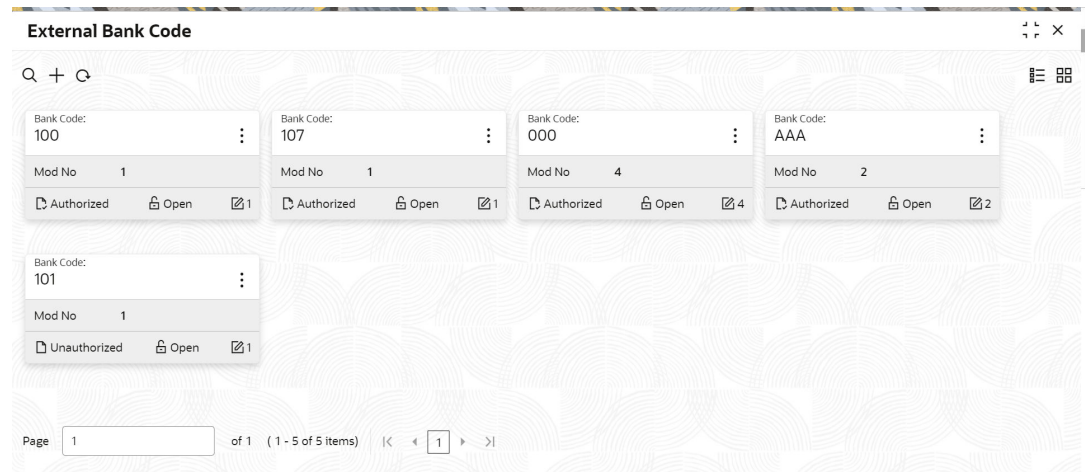 External Bank Code
Bank Code: Bank Code: Bank Code: Bank Code:
100 107 000 AAA
Mod No 1 Mod No 1 Mod No 4 Mod No 2
Authorized Open 1 Authorized Open 1 Authorized Open 4 Authorized Open 2
Bank Code:
101
Mod No 1
Unauthorized Open 1
Page 1 of 1 ( 1 - 5 of 5 items) 1